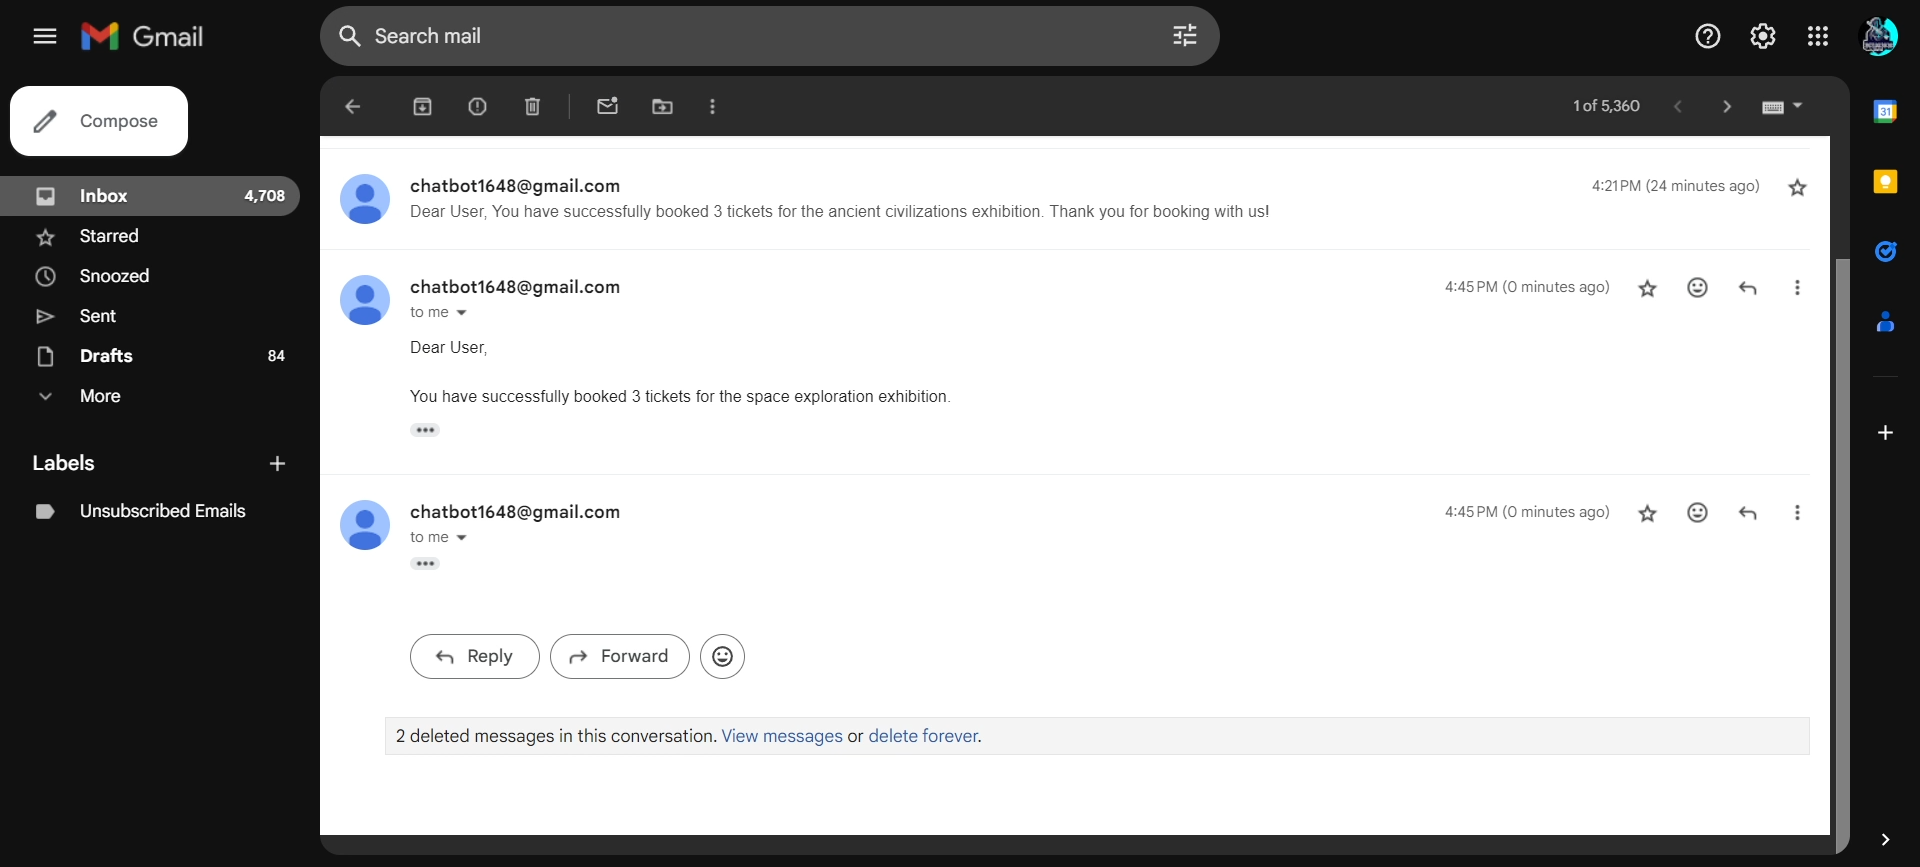 Gmail
Search mail
Compose
1 of 5,360
31
Inbox 4,708
Starred
Snoozed
Sent
Drafts 84
More
Labels
Unsubscribed Emails
chatbot1648@gmail.com 4:21 PM (24 minutes ago)
Dear User, You have successfully booked 3 tickets for the ancient civilizations exhibition. Thank you for booking with us!
chatbot1648@gmail.com 4:45 PM (0 minutes ago)
to me
Dear User,
You have successfully booked 3 tickets for the space exploration exhibition.
chatbot1648@gmail.com 4:45 PM (0 minutes ago)
to me
Reply Forward
2 deleted messages in this conversation. View messages or delete forever.